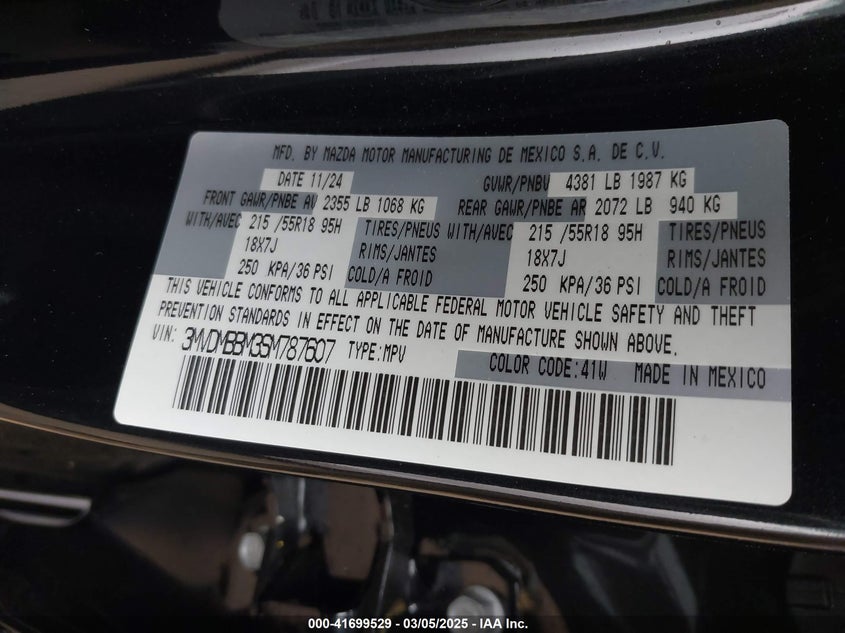 MFD. BY MAZDA MOTOR MANUFACTURING DE MEXICO S.A. DE C.V.
DATE 11/24 GVWR/PNBV 4381 LB 1987 KG
FRONT GAWR/PNBE AV 2355 LB 1068 KG REAR GAWR/PNBE AR 2072 LB 940 KG
WITH/AVEC 215 /55R18 95H TIRES/PNEUS WITH/AVEC 215 /55R18 95H TIRES/PNEUS
18X7J RIMS/JANTES 18X7J RIMS/JANTES
250 KPA/36 PSI COLD/A FROID 250 KPA/36 PSI COLD/A FROID
THIS VEHICLE CONFORMS TO ALL APPLICABLE FEDERAL MOTOR VEHICLE SAFETY AND THEFT
PREVENTION STANDARDS IN EFFECT ON THE DATE OF MANUFACTURE SHOWN ABOVE.
VIN: 3MVDMBBM3SM787607 TYPE:MPV
COLOR CODE:41W MADE IN MEXICO
000-41699529 — 03/05/2025 — IAA Inc.